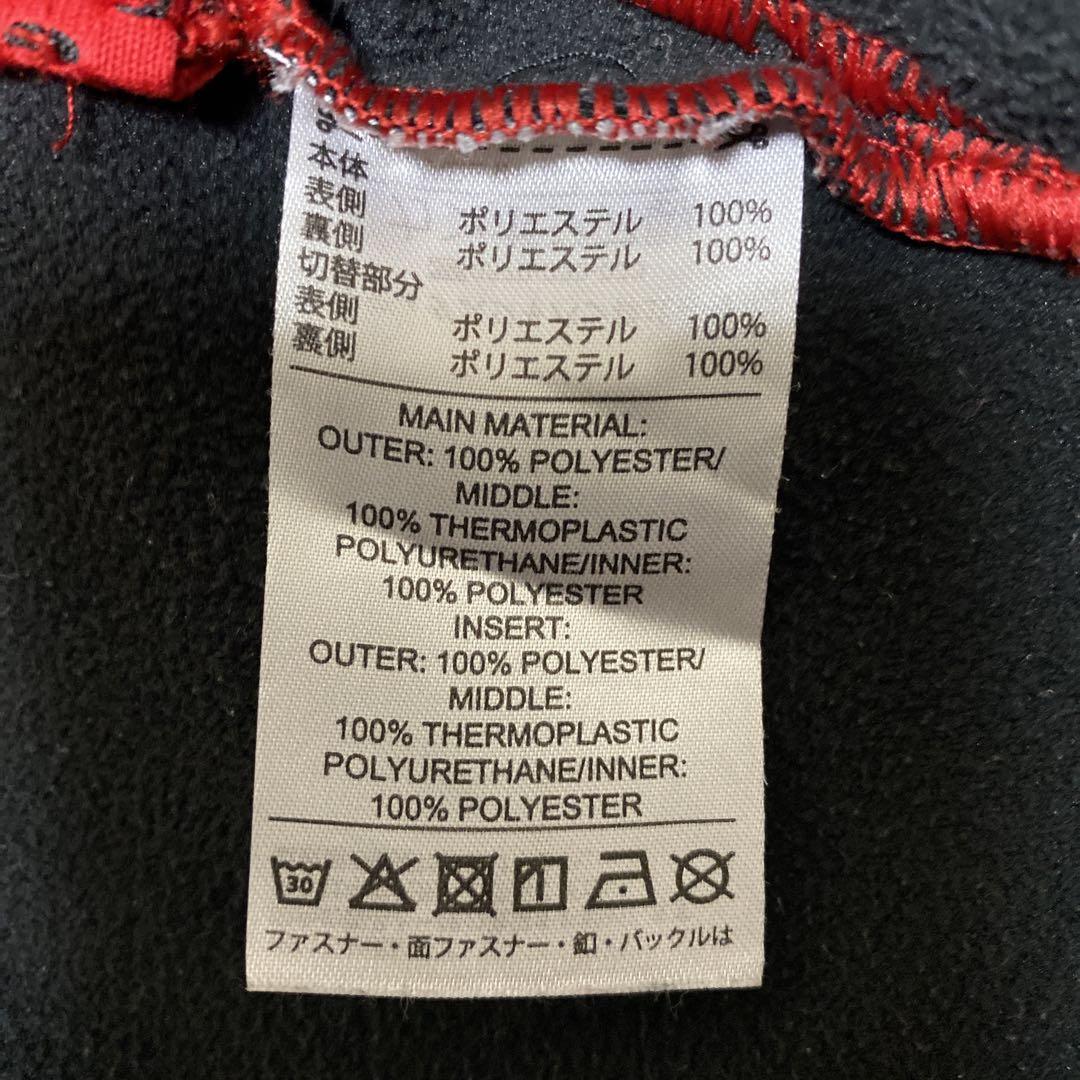 本体
表側 ポリエステル 100%
裏側 ポリエステル 100%
切替部分
表側 ポリエステル 100%
裏側 ポリエステル 100%
MAIN MATERIAL:
OUTER: 100% POLYESTER/
MIDDLE:
100% THERMOPLASTIC
POLYURETHANE/INNER:
100% POLYESTER
INSERT:
OUTER: 100% POLYESTER/
MIDDLE:
100% THERMOPLASTIC
POLYURETHANE/INNER:
100% POLYESTER
30
ファスナー・面ファスナー・釦・バックルは